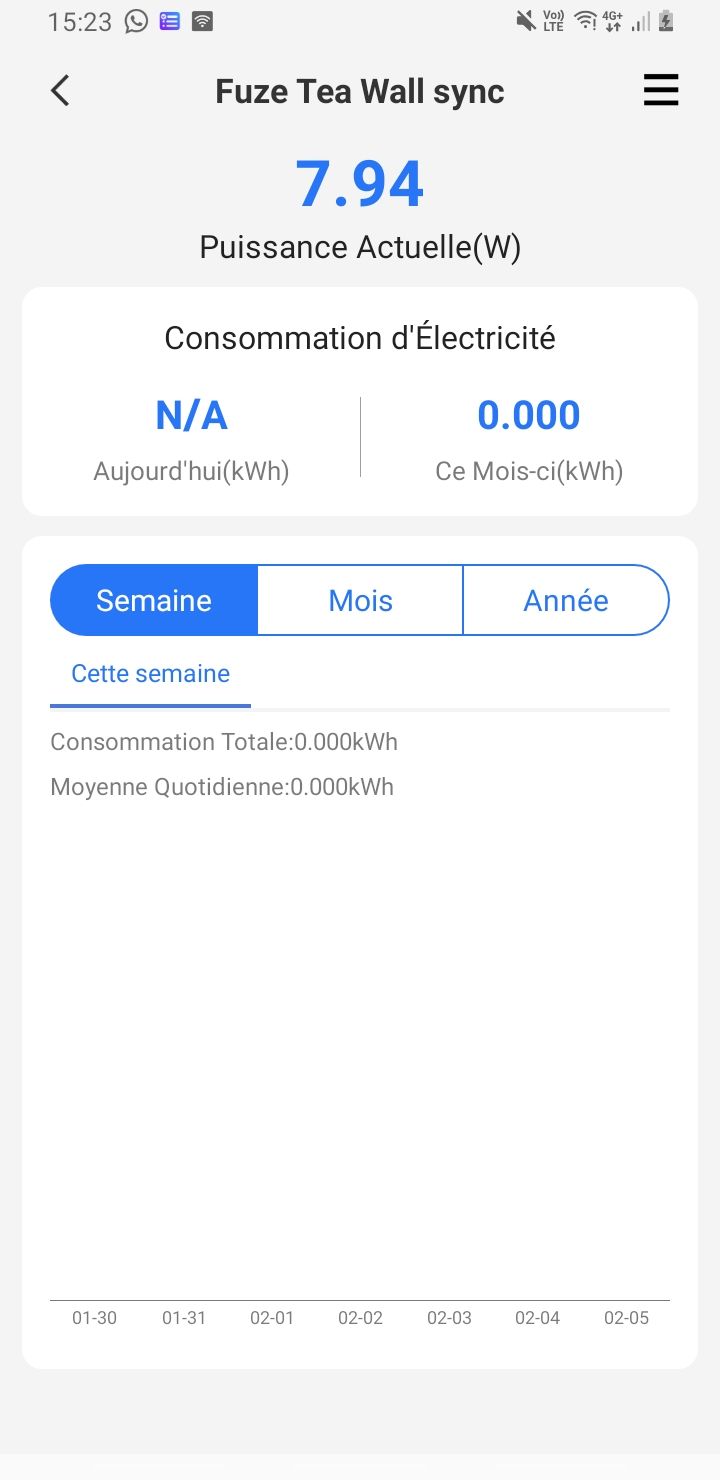 15:23
Vo)) LTE
4G+
Fuze Tea Wall sync
7.94
Puissance Actuelle(W)
Consommation d'Électricité
N/A
0.000
Aujourd'hui(kWh)
Ce Mois-ci(kWh)
Semaine
Mois
Année
Cette semaine
Consommation Totale:0.000kWh
Moyenne Quotidienne:0.000kWh
01-30 01-31 02-01 02-02 02-03 02-04 02-05